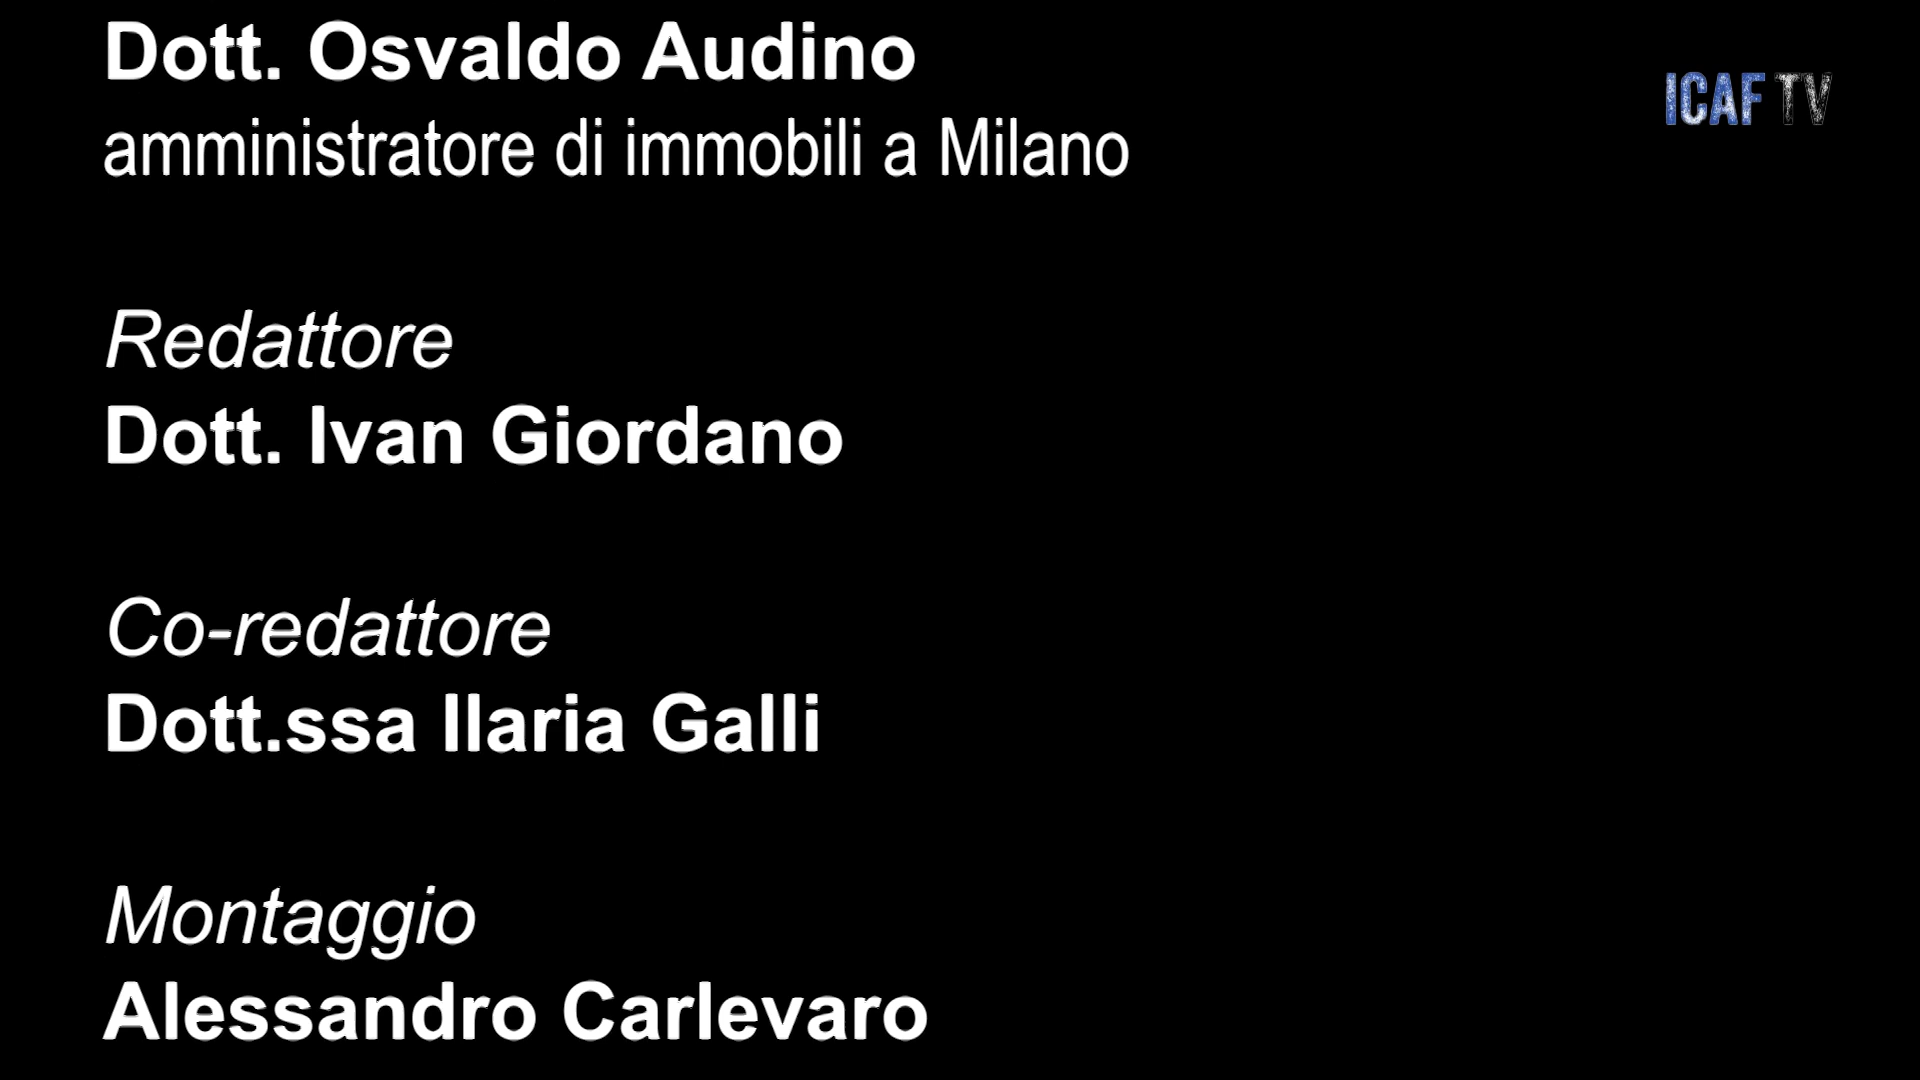 Dott. Osvaldo Audino
ICAF TV
amministratore di immobili a Milano
Redattore
Dott. Ivan Giordano
Co-redattore
Dott.ssa Ilaria Galli
Montaggio
Alessandro Carlevaro